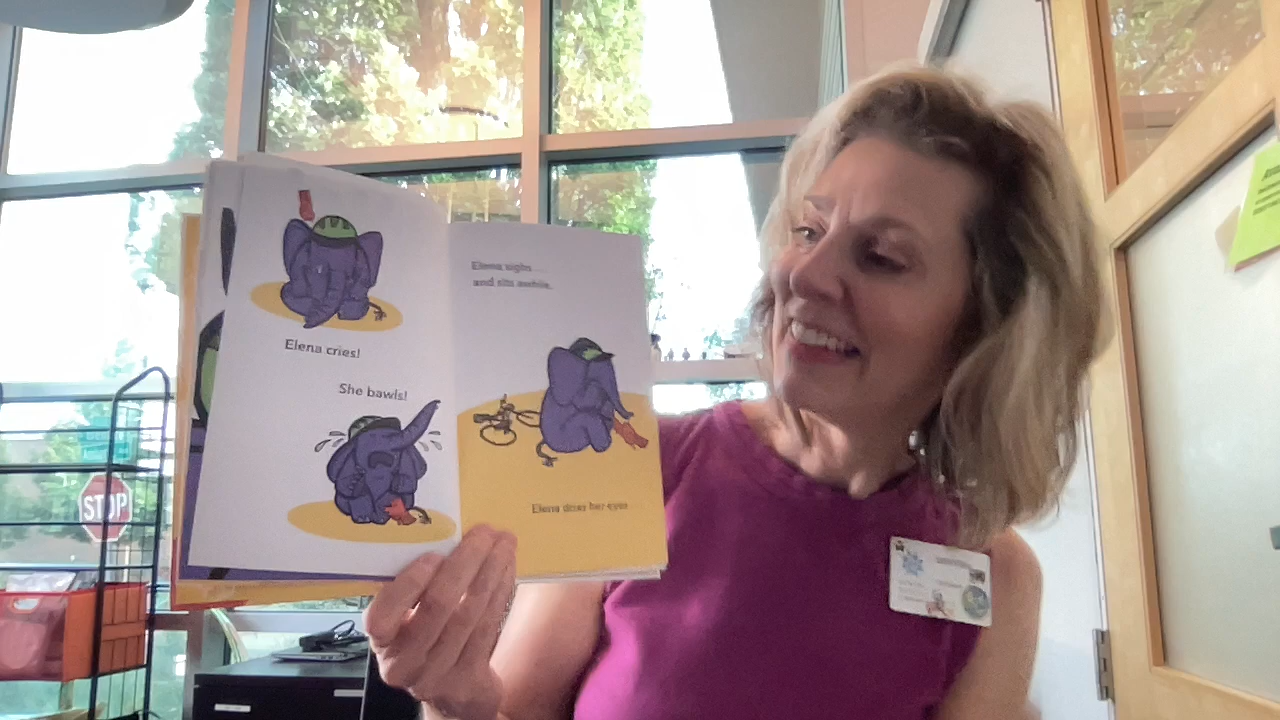 Elena cries!
She bawls!
Elena sighs
and sits awhile.
Elena dries her eyes
STOP